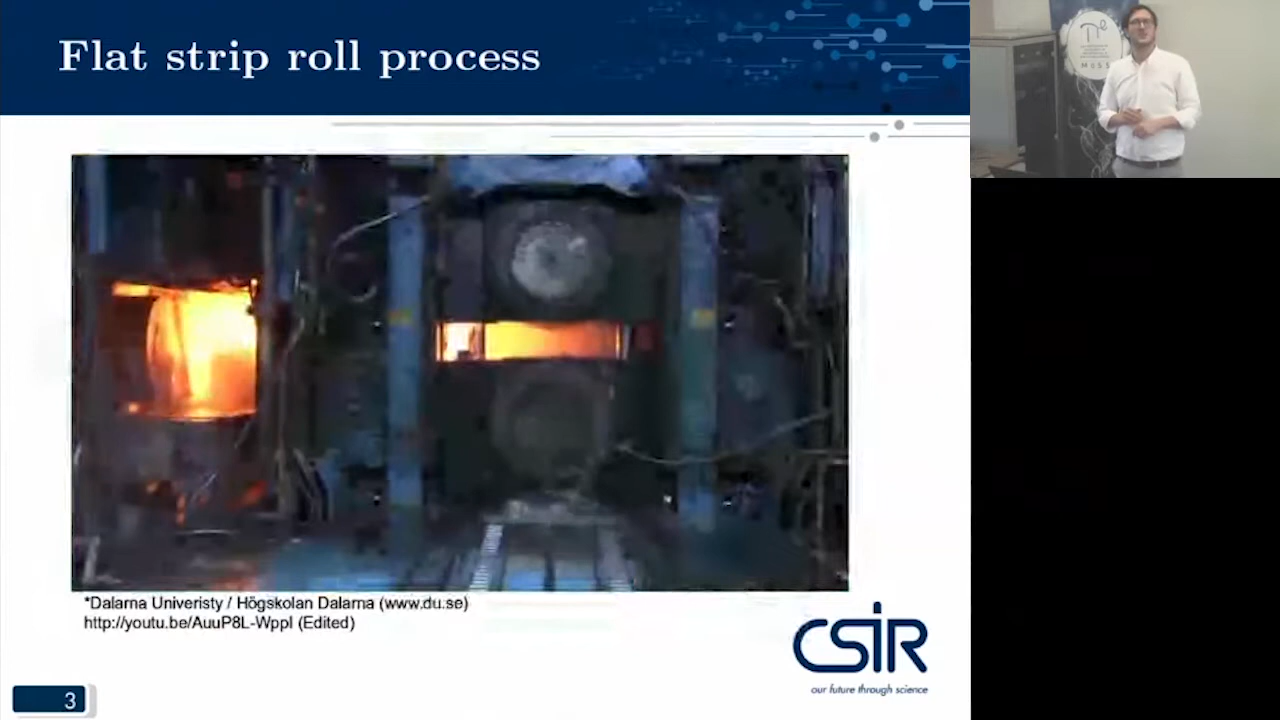 Flat strip roll process
*Dalarna Univeristy / Högskolan Dalarna (www.du.se)
http://youtu.be/AuuP8L-WppI (Edited)
CSIR
our future through science
3